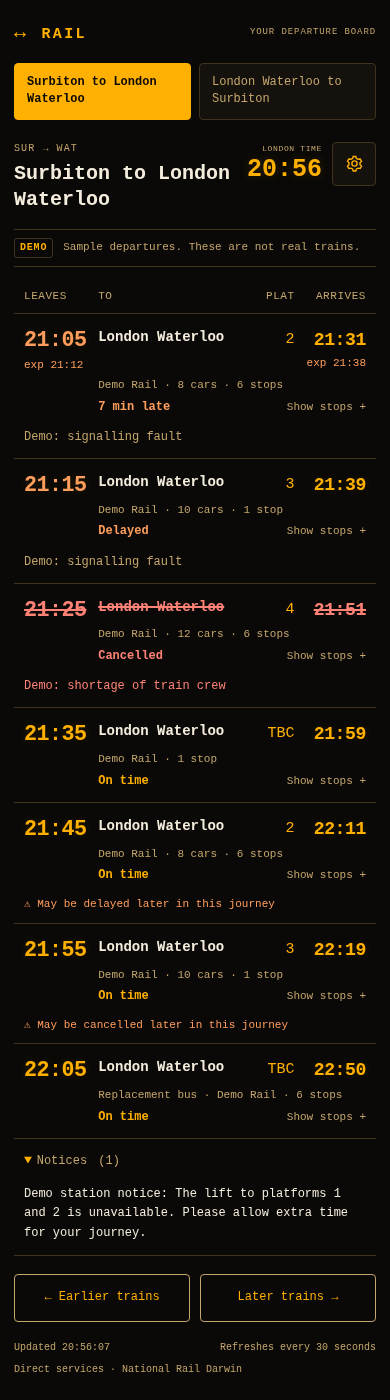 ↔ RAIL
YOUR DEPARTURE BOARD
Surbiton to London
Waterloo
London Waterloo to
Surbiton
SUR → WAT
Surbiton to London
Waterloo
LONDON TIME
20:56
DEMO Sample departures. These are not real trains.
LEAVES TO PLAT ARRIVES
21:05 London Waterloo 2 21:31
exp 21:12 exp 21:38
Demo Rail · 8 cars · 6 stops
7 min late Show stops +
Demo: signalling fault
21:15 London Waterloo 3 21:39
Demo Rail · 10 cars · 1 stop
Delayed Show stops +
Demo: signalling fault
21:25 London Waterloo 4 21:51
Demo Rail · 12 cars · 6 stops
Cancelled Show stops +
Demo: shortage of train crew
21:35 London Waterloo TBC 21:59
Demo Rail · 1 stop
On time Show stops +
21:45 London Waterloo 2 22:11
Demo Rail · 8 cars · 6 stops
On time Show stops +
⚠ May be delayed later in this journey
21:55 London Waterloo 3 22:19
Demo Rail · 10 cars · 1 stop
On time Show stops +
⚠ May be cancelled later in this journey
22:05 London Waterloo TBC 22:50
Replacement bus · Demo Rail · 6 stops
On time Show stops +
▼ Notices (1)
Demo station notice: The lift to platforms 1
and 2 is unavailable. Please allow extra time
for your journey.
← Earlier trains
Later trains →
Updated 20:56:07 Refreshes every 30 seconds
Direct services · National Rail Darwin